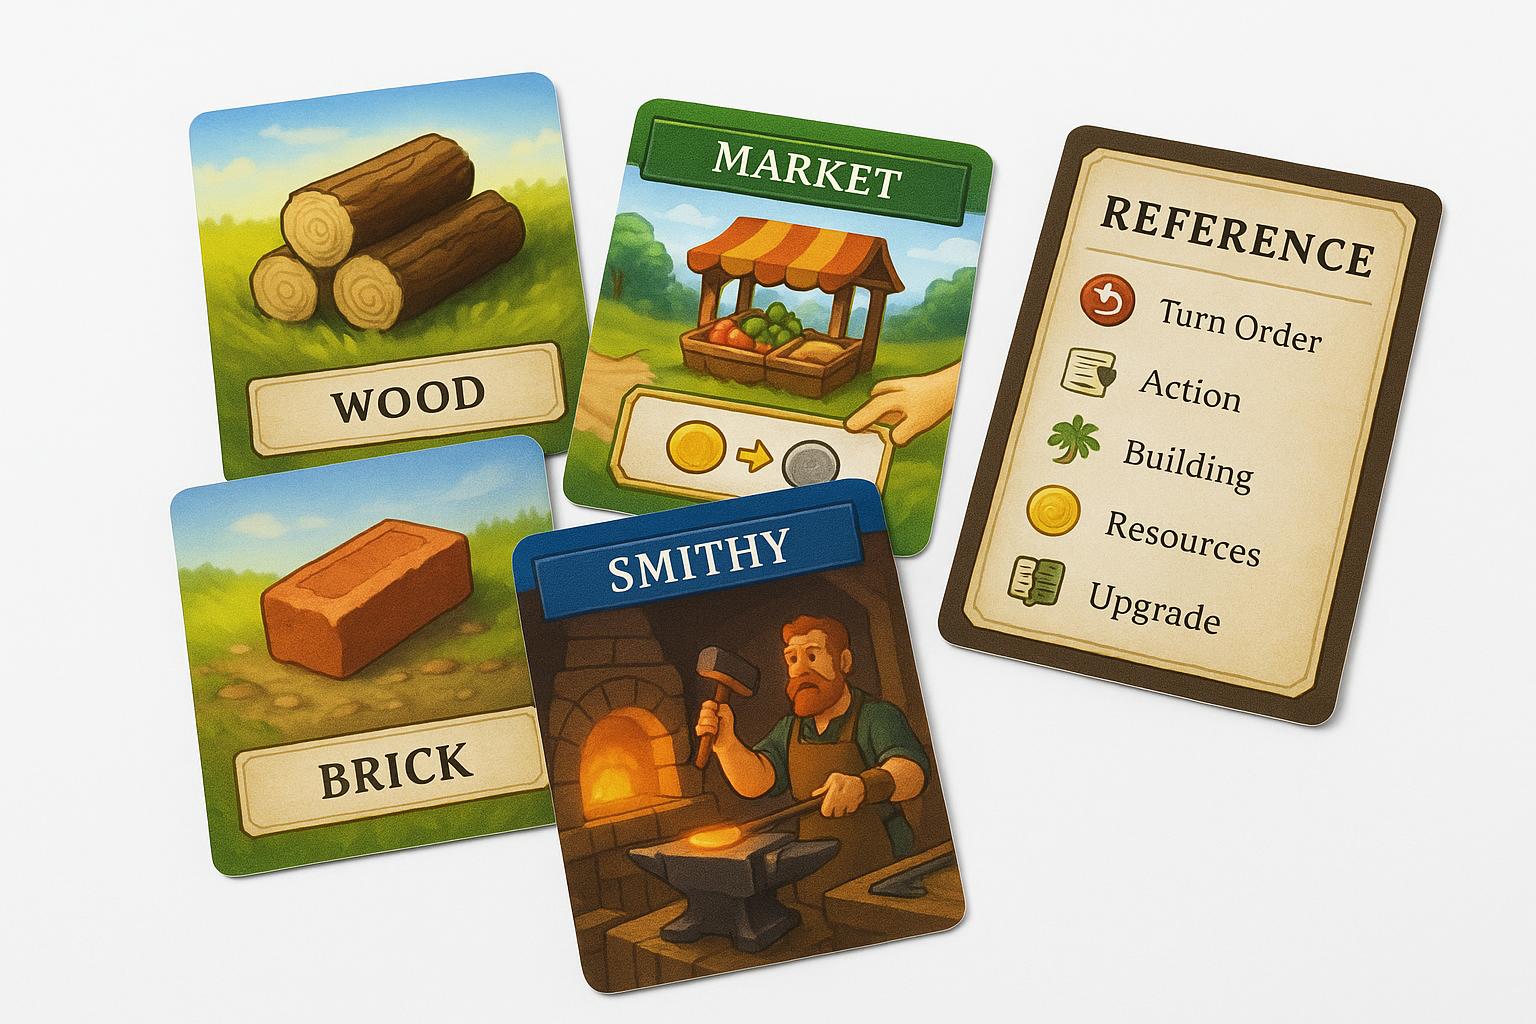 WOOD
MARKET
BRICK
SMITHY
REFERENCE
Turn Order
Action
Building
Resources
Upgrade